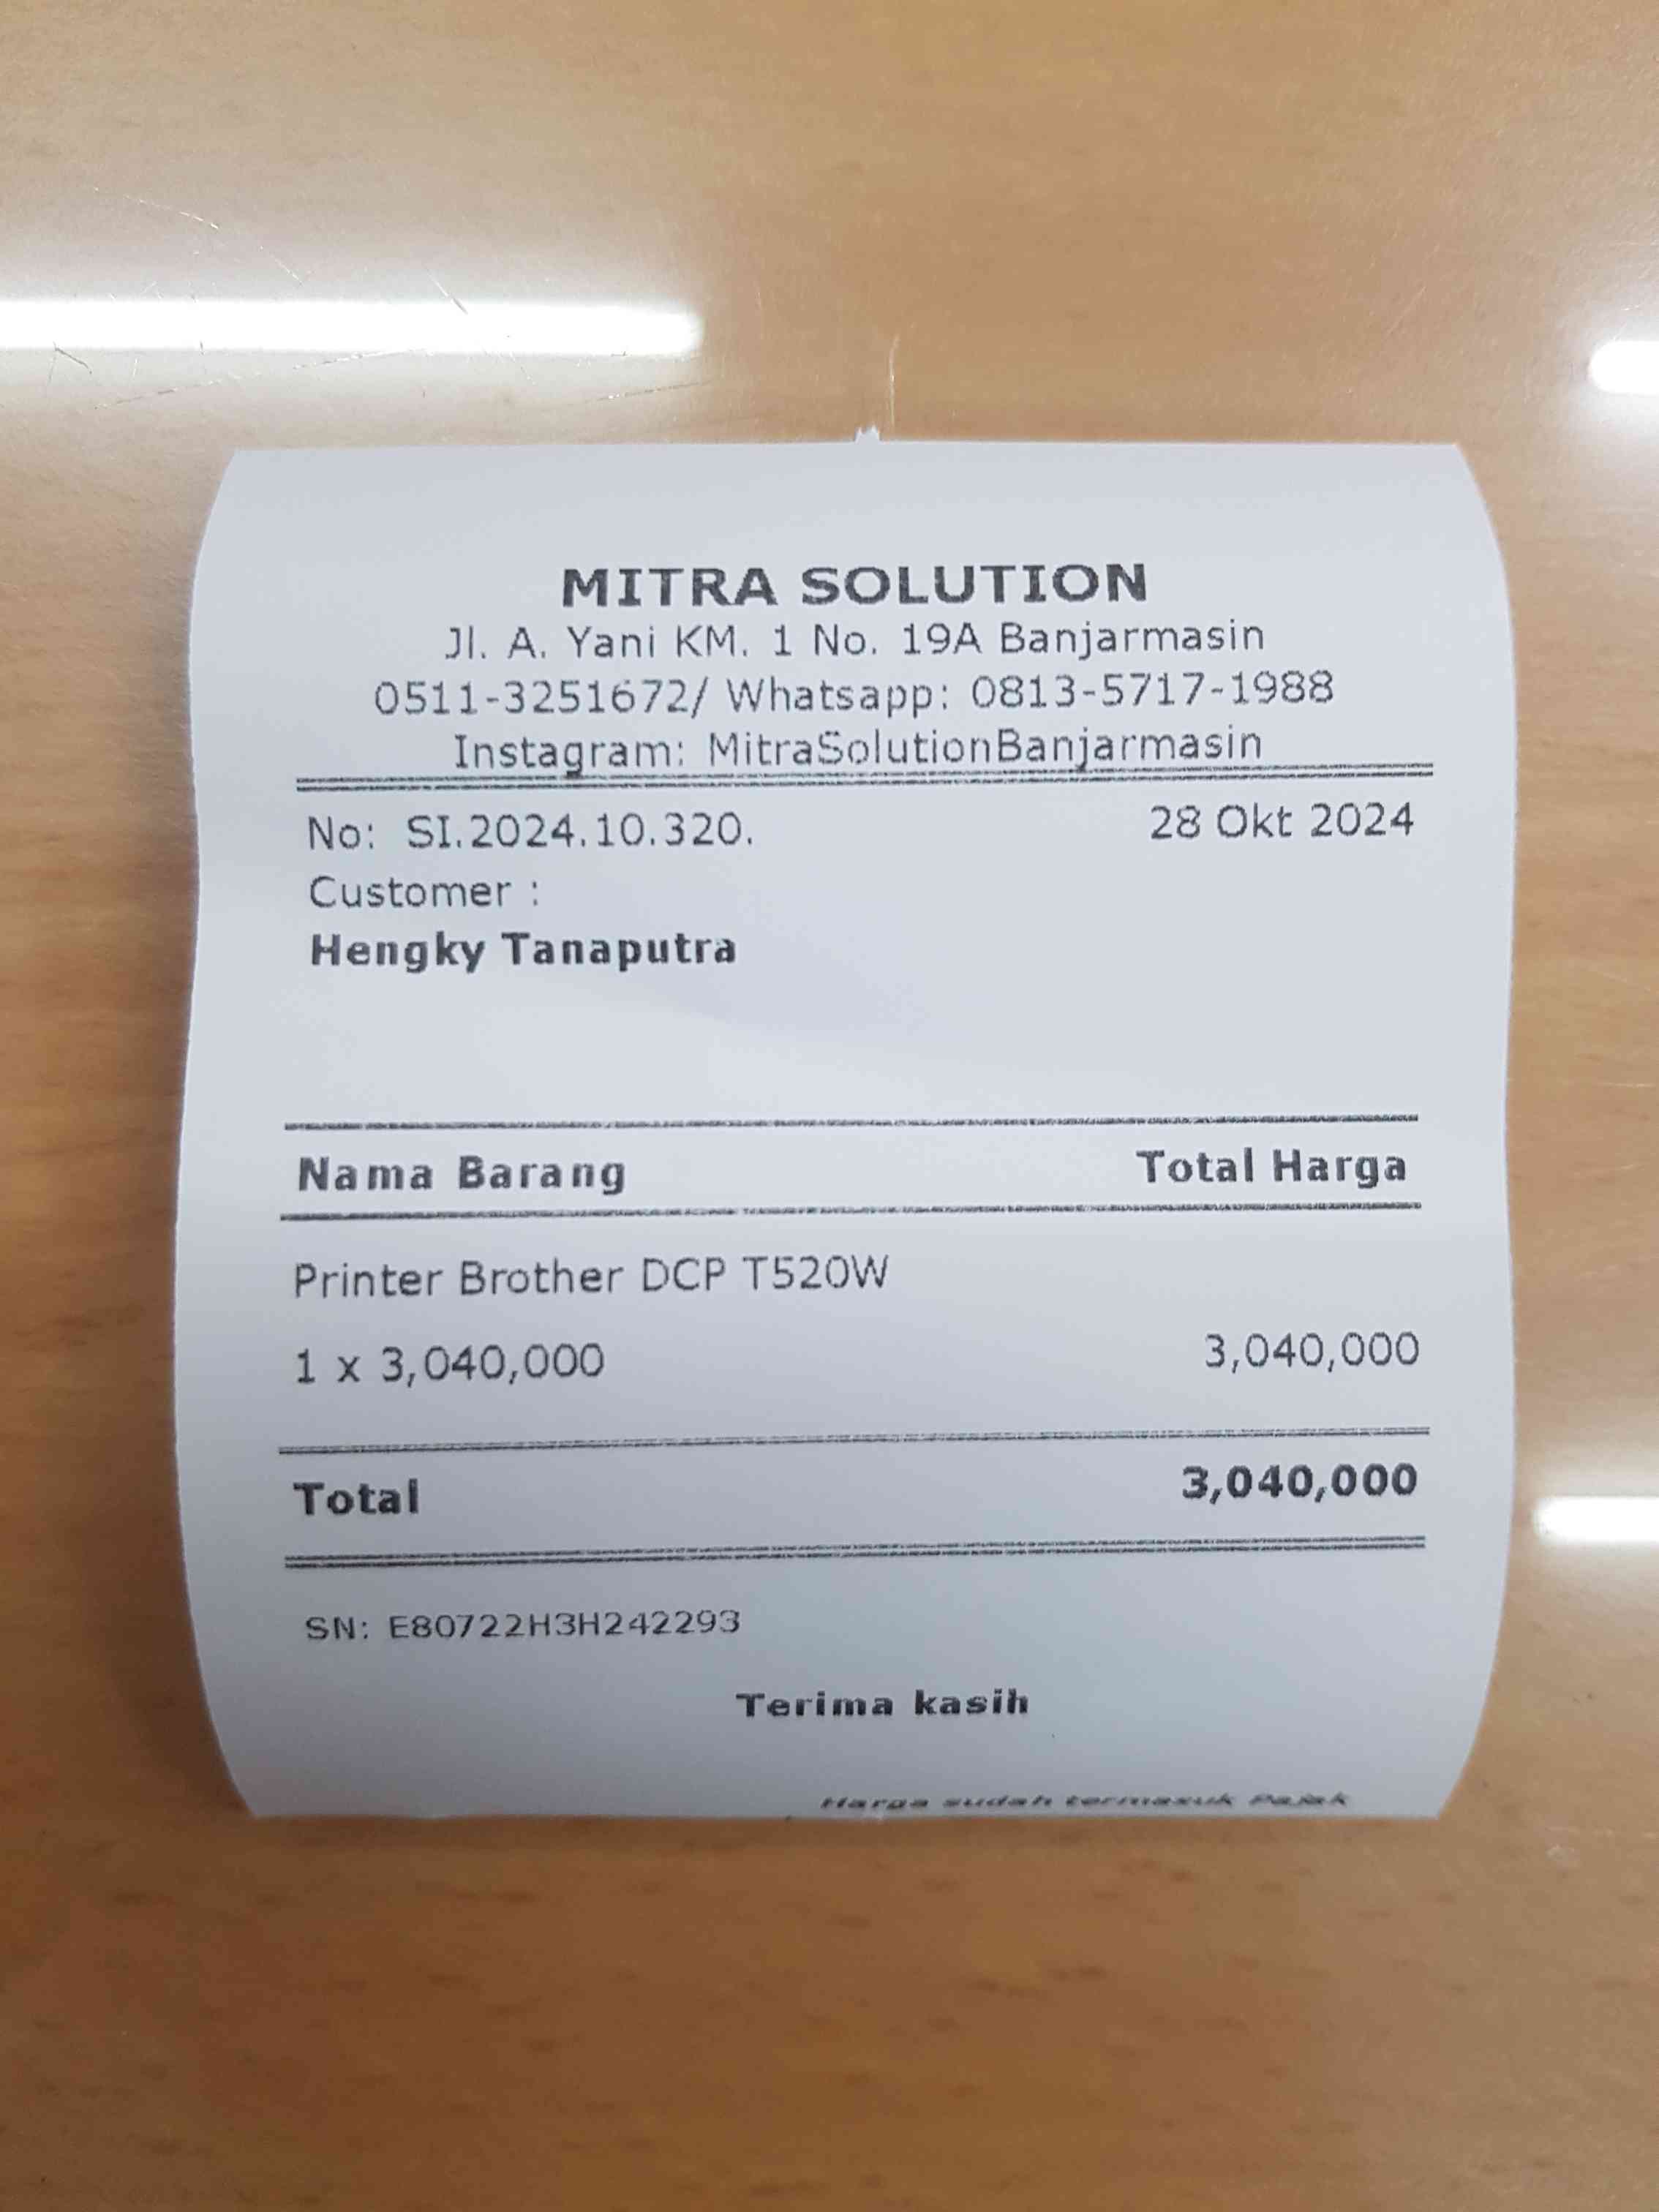 MITRA SOLUTION
Jl. A. Yani KM. 1 No. 19A Banjarmasin
0511-3251672/ Whatsapp: 0813-5717-1988
Instagram: MitraSolutionBanjarmasin
No: SI.2024.10.320. 28 Okt 2024
Customer :
Hengky Tanaputra
Nama Barang Total Harga
Printer Brother DCP T520W
1 x 3,040,000 3,040,000
Total 3,040,000
SN: E80722H3H242293
Terima kasih
Harga sudah termasuk Pajak